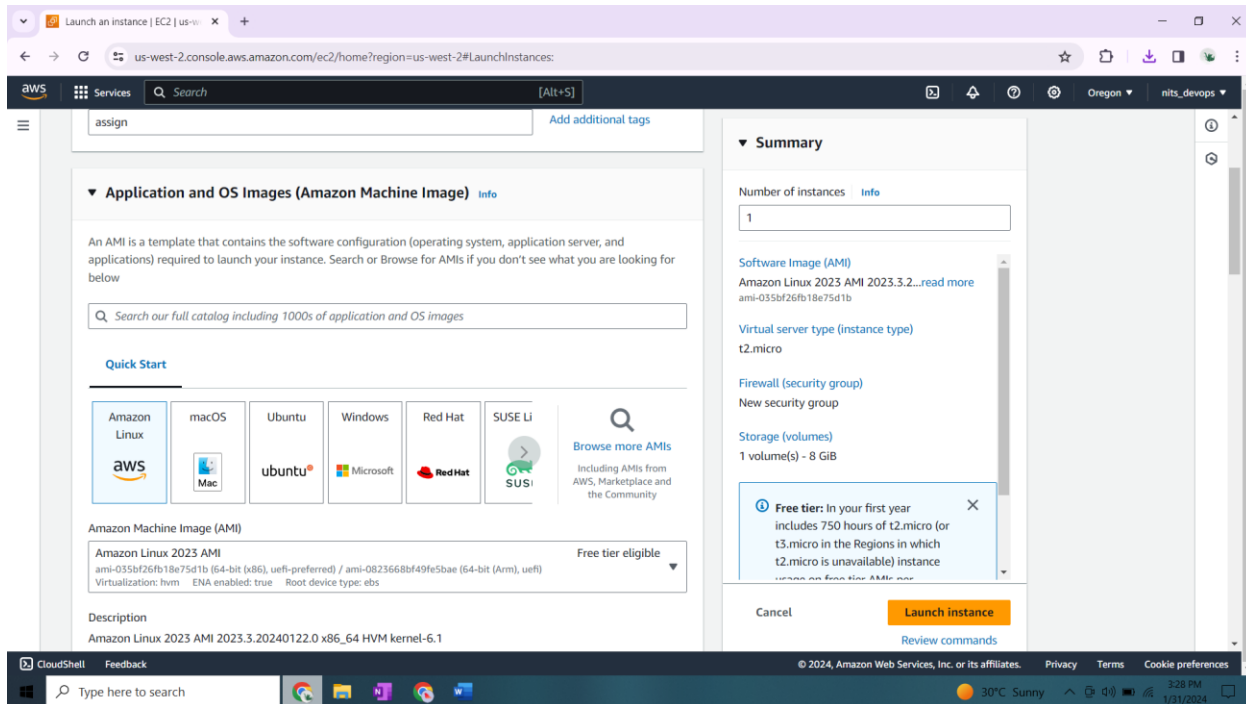 Launch an instance | EC2 | us-w
us-west-2.console.aws.amazon.com/ec2/home?region=us-west-2#LaunchInstances:
aws
Services
Search
[Alt+S]
Oregon
nits_devops
assign
Add additional tags
Application and OS Images (Amazon Machine Image) Info
An AMI is a template that contains the software configuration (operating system, application server, and
applications) required to launch your instance. Search or Browse for AMIs if you don't see what you are looking for
below
Search our full catalog including 1000s of application and OS images
Quick Start
Amazon
Linux
aws
macOS
Mac
Ubuntu
ubuntu
Windows
Microsoft
Red Hat
Red Hat
SUSE Li
SUS
Browse more AMIs
Including AMIs from
AWS, Marketplace and
the Community
Amazon Machine Image (AMI)
Amazon Linux 2023 AMI
Free tier eligible
ami-035bf26fb18e75d1b (64-bit (x86), uefi-preferred) / ami-0823668bf49fe5bae (64-bit (Arm), uefi)
Virtualization: hvm ENA enabled: true Root device type: ebs
Description
Amazon Linux 2023 AMI 2023.3.20240122.0 x86_64 HVM kernel-6.1
Summary
Number of instances Info
1
Software Image (AMI)
Amazon Linux 2023 AMI 2023.3.2...read more
ami-035bf26fb18e75d1b
Virtual server type (instance type)
t2.micro
Firewall (security group)
New security group
Storage (volumes)
1 volume(s) - 8 GiB
Free tier: In your first year
includes 750 hours of t2.micro (or
t3.micro in the Regions in which
t2.micro is unavailable) instance
usage on free tier AMIs per
Cancel
Launch instance
Review commands
CloudShell
Feedback
© 2024, Amazon Web Services, Inc. or its affiliates.
Privacy
Terms
Cookie preferences
Type here to search
30°C Sunny
3:28 PM
1/31/2024